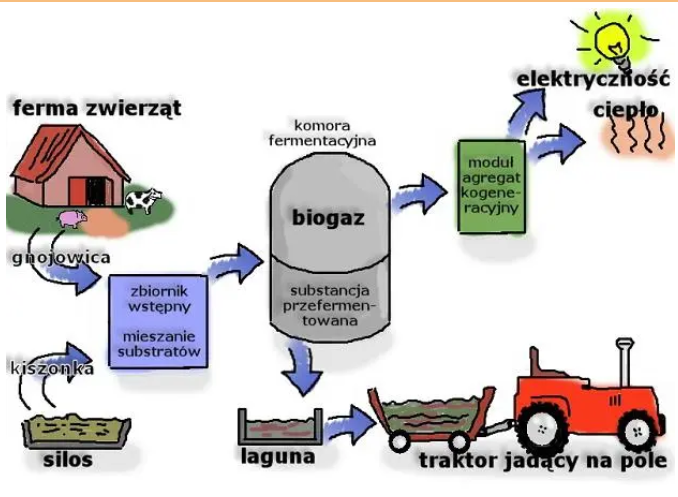 elektryczność
ciepło
ferma zwierząt
komora
fermentacyjna
moduł
agregat
kogene-
racyjny
biogaz
gnojowica
zbiornik
wstępny
mieszanie
substratów
substancja
przefermen-
towana
kiszonka
silos
laguna
traktor jadący na pole